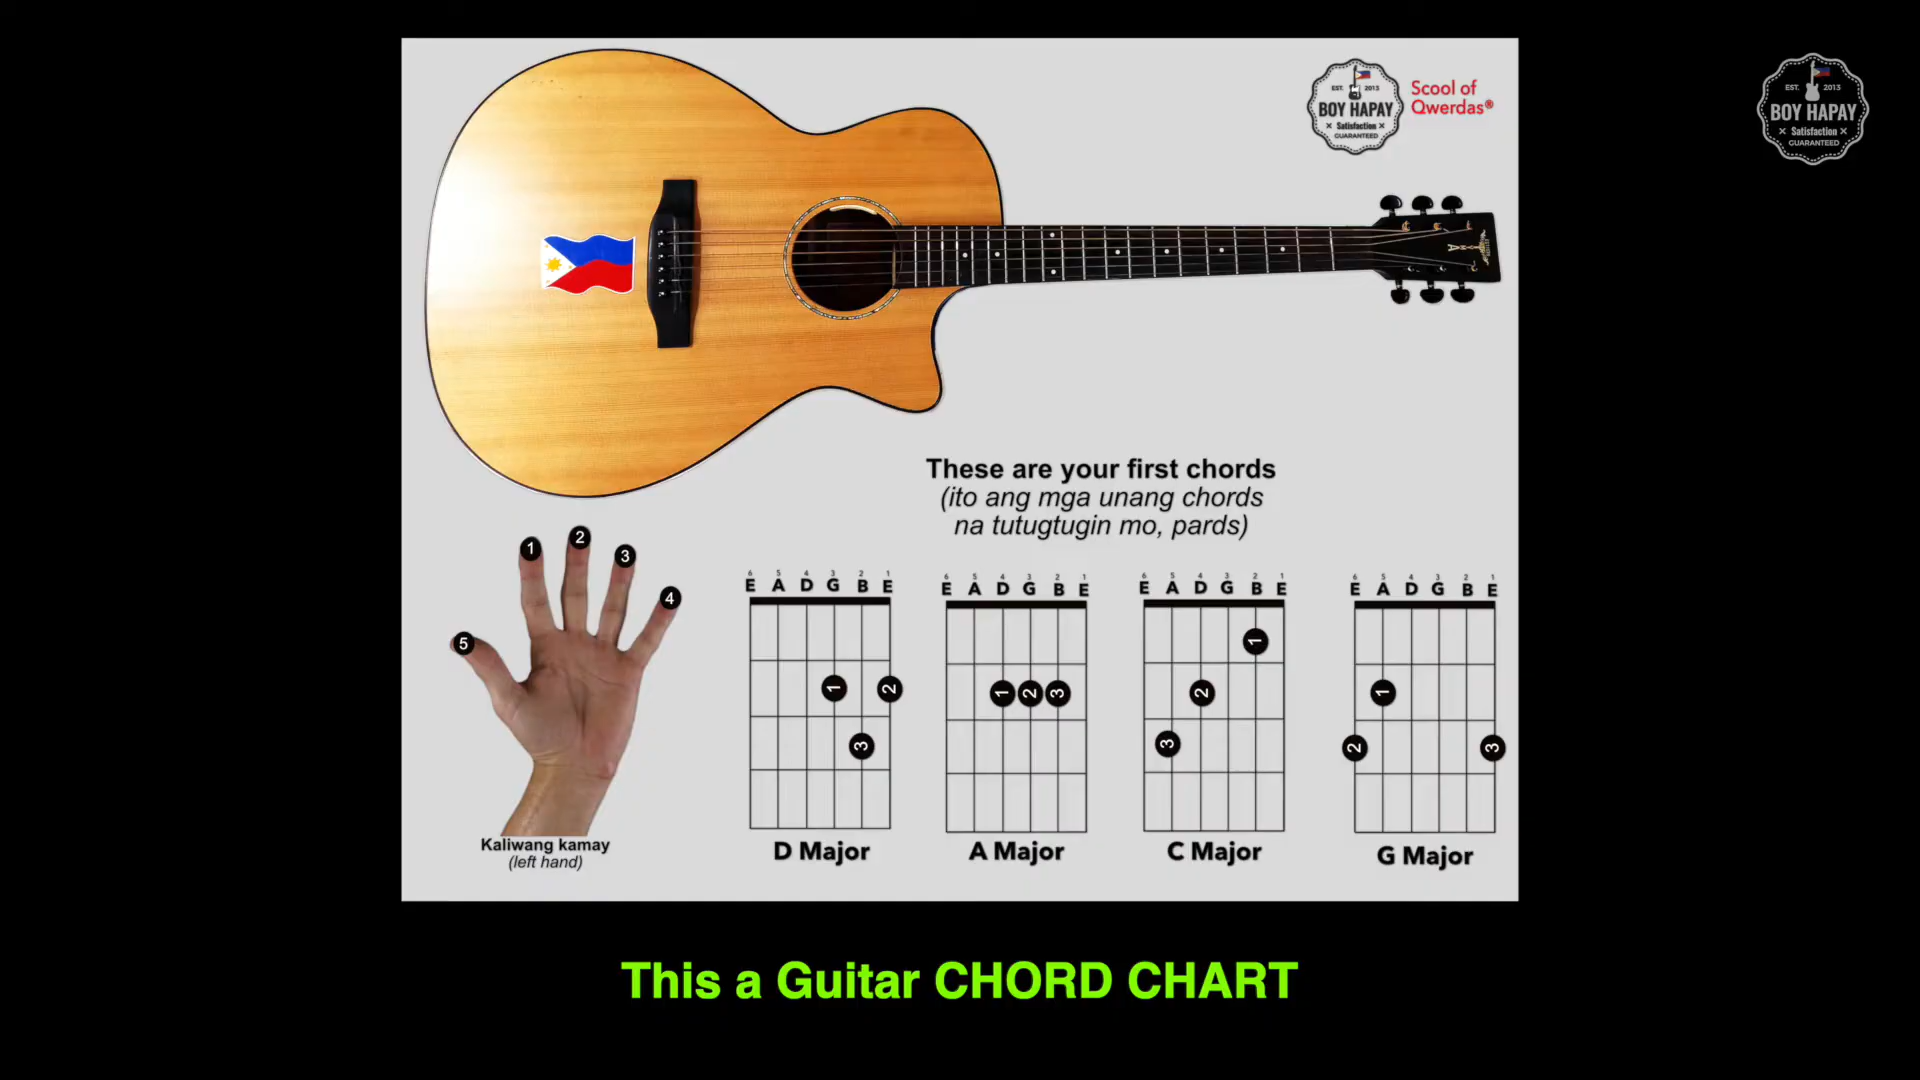 EST. 2013
BOY HAPAY
× Satisfaction ×
GUARANTEED
Scool of
Qwerdas®
EST. 2013
BOY HAPAY
× Satisfaction ×
GUARANTEED
These are your first chords
(ito ang mga unang chords
na tutugtugin mo, pards)
1
2
3
4
5
Kaliwang kamay
(left hand)
6 5 4 3 2 1
E A D G B E
1 2
3
D Major
6 5 4 3 2 1
E A D G B E
1 2 3
A Major
6 5 4 3 2 1
E A D G B E
1
2
3
C Major
6 5 4 3 2 1
E A D G B E
1
2 3
G Major
This a Guitar CHORD CHART